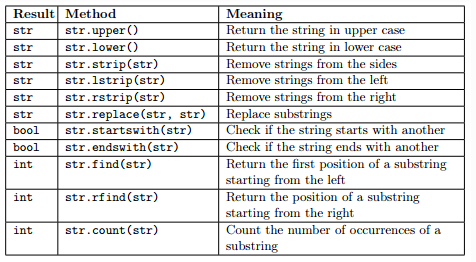 Result Method Meaning
str str.upper() Return the string in upper case
str str.lower() Return the string in lower case
str str.strip(str) Remove strings from the sides
str str.lstrip(str) Remove strings from the left
str str.rstrip(str) Remove strings from the right
str str.replace(str, str) Replace substrings
bool str.startswith(str) Check if the string starts with another
bool str.endswith(str) Check if the string ends with another
int str.find(str) Return the first position of a substring
starting from the left
int str.rfind(str) Return the position of a substring
starting from the right
int str.count(str) Count the number of occurrences of a
substring